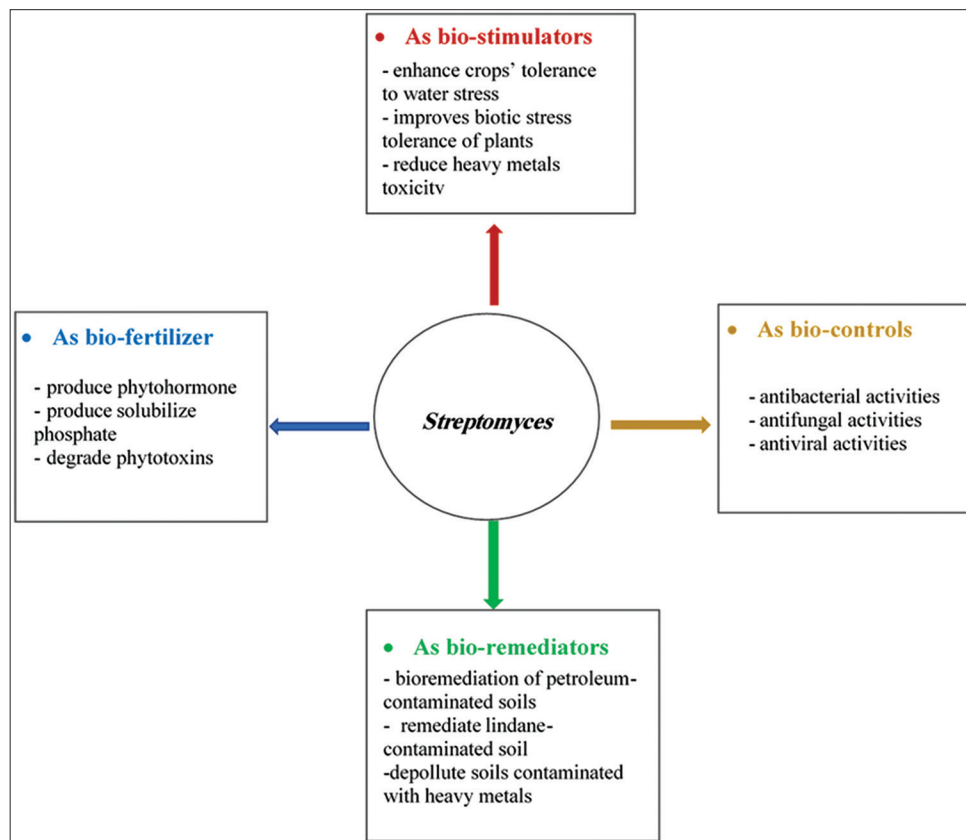 • As bio-stimulators
- enhance crops’ tolerance
to water stress
- improves biotic stress
tolerance of plants
- reduce heavy metals
toxicitv
• As bio-fertilizer
- produce phytohormone
- produce solubilize
phosphate
- degrade phytotoxins
Streptomyces
• As bio-controls
- antibacterial activities
- antifungal activities
- antiviral activities
• As bio-remediators
- bioremediation of petroleum-
contaminated soils
- remediate lindane-
contaminated soil
-depollute soils contaminated
with heavy metals